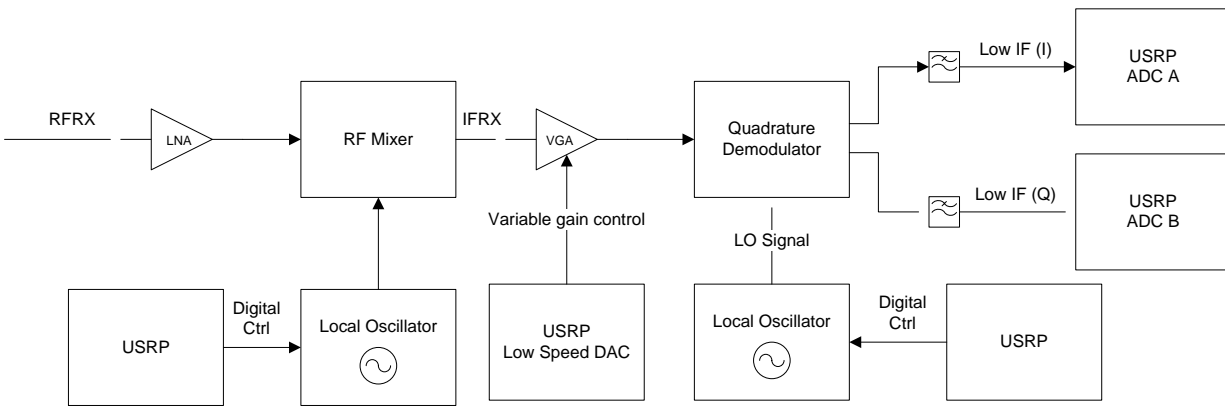 RFRX
LNA
RF Mixer
IFRX
VGA
Quadrature
Demodulator
Low IF (I)
USRP
ADC A
Low IF (Q)
USRP
ADC B
Variable gain control
LO Signal
USRP
Digital
Ctrl
Local Oscillator
USRP
Low Speed DAC
Local Oscillator
Digital
Ctrl
USRP